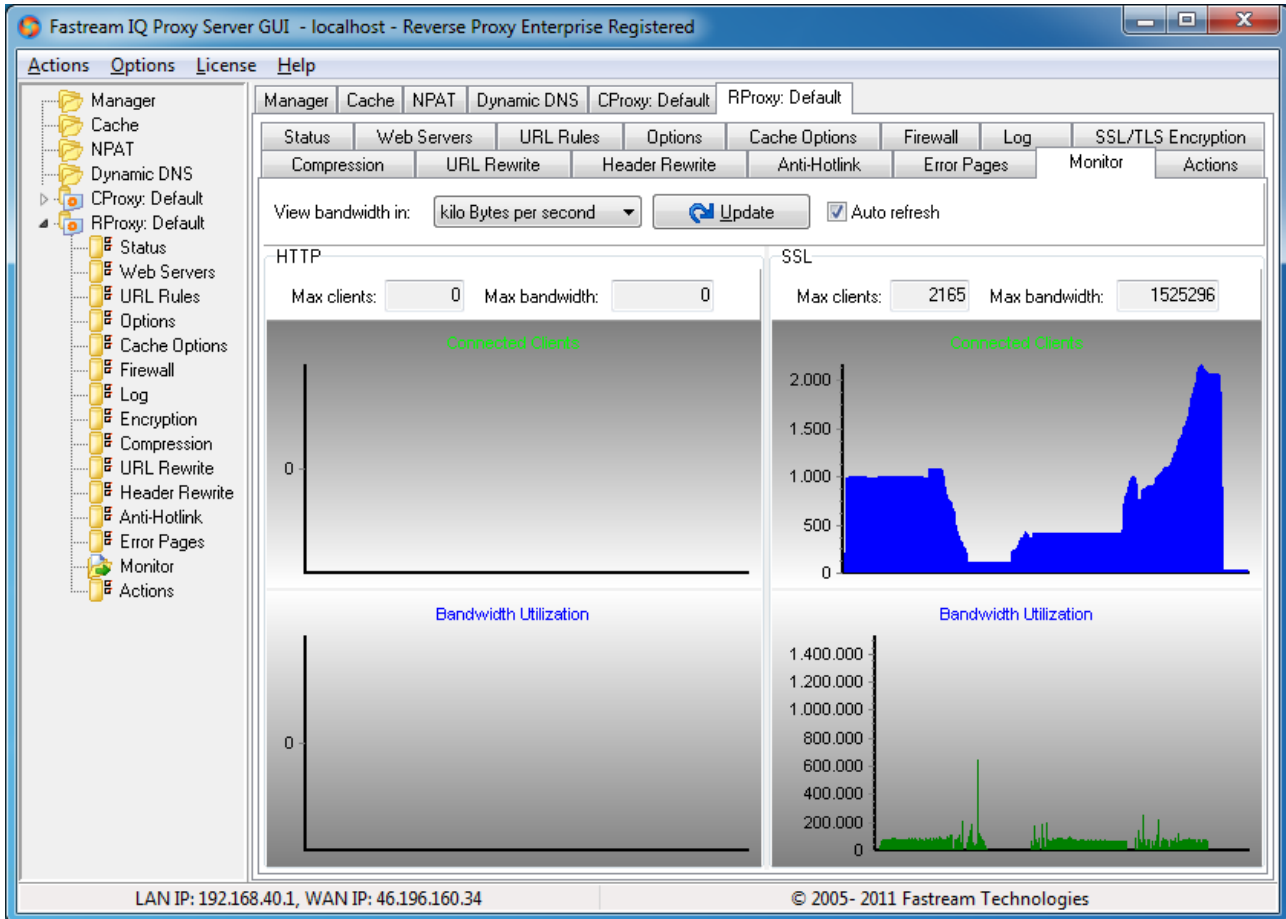 Fastream IQ Proxy Server GUI - localhost - Reverse Proxy Enterprise Registered
Actions Options License Help
Manager
Cache
NPAT
Dynamic DNS
CProxy: Default
RProxy: Default
Status
Web Servers
URL Rules
Options
Cache Options
Firewall
Log
Encryption
Compression
URL Rewrite
Header Rewrite
Anti-Hotlink
Error Pages
Monitor
Actions
Manager Cache NPAT Dynamic DNS CProxy: Default RProxy: Default
Status Web Servers URL Rules Options Cache Options Firewall Log SSL/TLS Encryption
Compression URL Rewrite Header Rewrite Anti-Hotlink Error Pages Monitor Actions
View bandwidth in: kilo Bytes per second Update Auto refresh
HTTP
Max clients: 0 Max bandwidth: 0
Connected Clients
0
Bandwidth Utilization
0
SSL
Max clients: 2165 Max bandwidth: 1525296
Connected Clients
2.000
1.500
1.000
500
0
Bandwidth Utilization
1.400.000
1.200.000
1.000.000
800.000
600.000
400.000
200.000
0
LAN IP: 192.168.40.1, WAN IP: 46.196.160.34
© 2005- 2011 Fastream Technologies